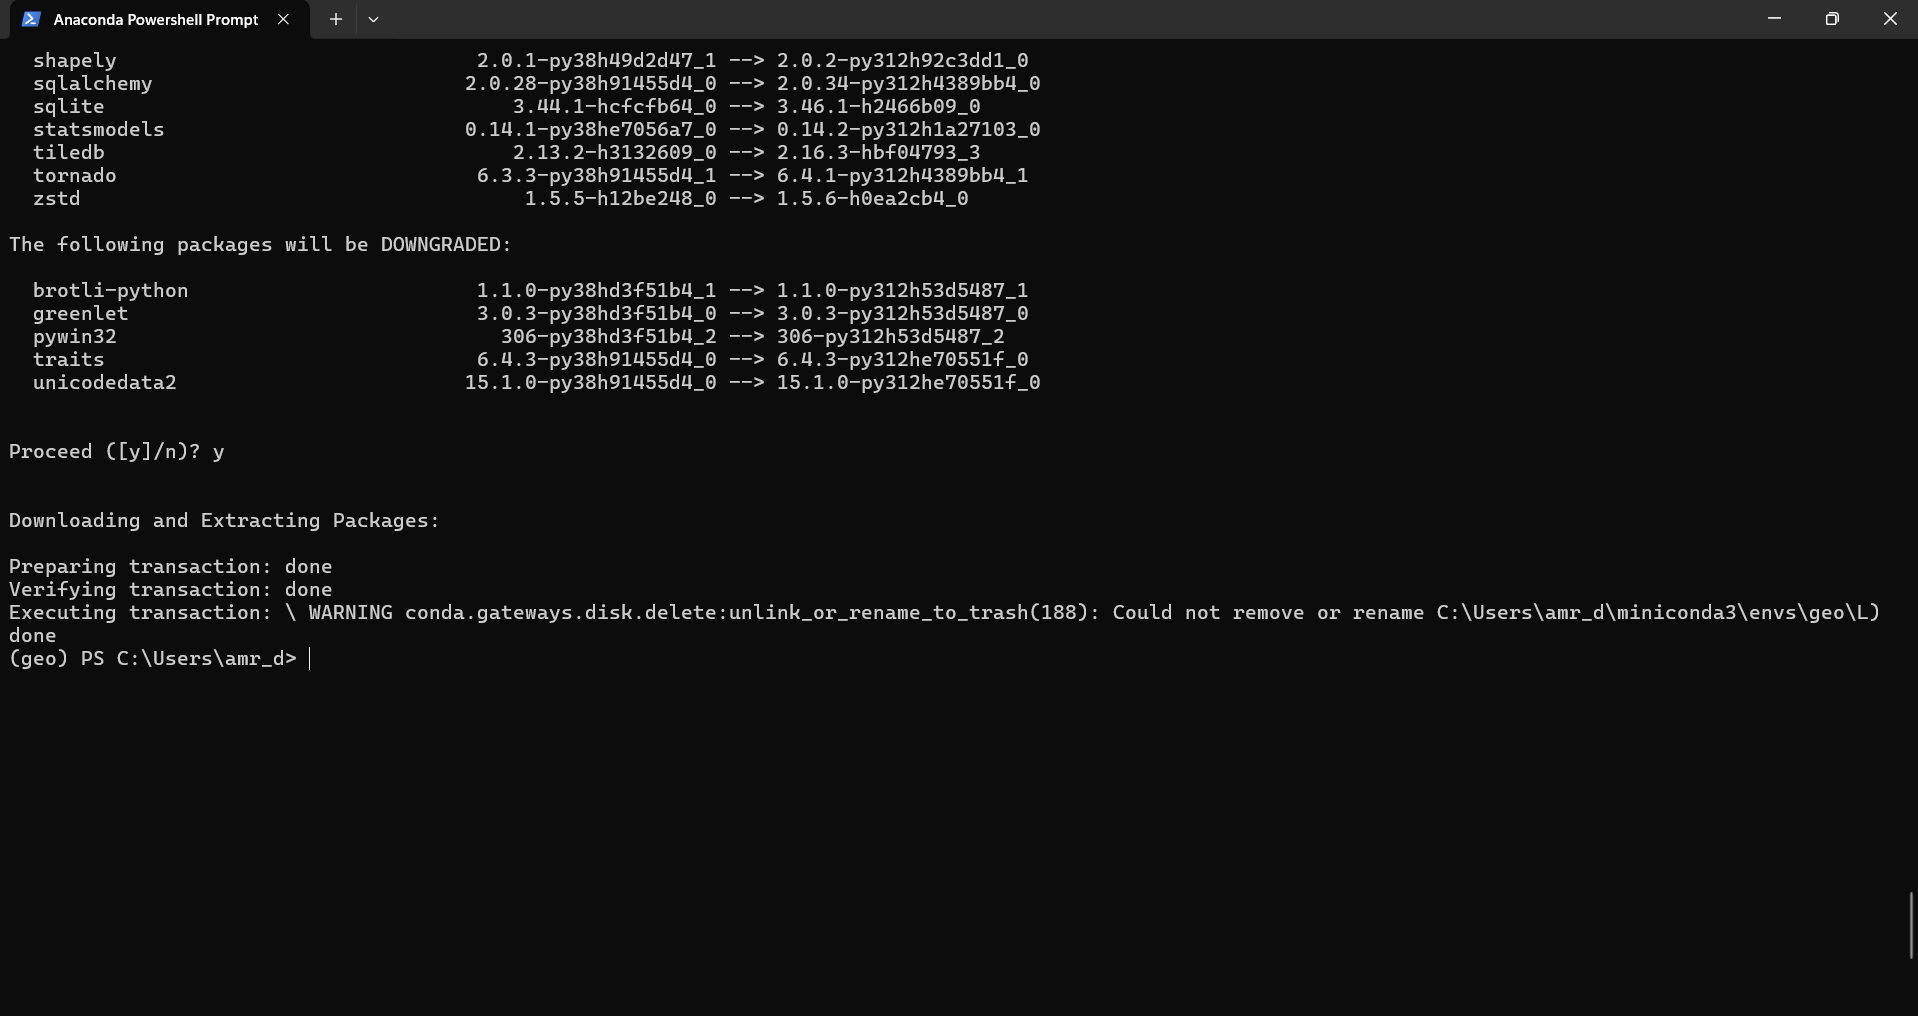 Anaconda Powershell Prompt
shapely 2.0.1-py38h49d2d47_1 --> 2.0.2-py312h92c3dd1_0
sqlalchemy 2.0.28-py38h91455d4_0 --> 2.0.34-py312h4389bb4_0
sqlite 3.44.1-hcfcfb64_0 --> 3.46.1-h2466b09_0
statsmodels 0.14.1-py38he7056a7_0 --> 0.14.2-py312h1a27103_0
tiledb 2.13.2-h3132609_0 --> 2.16.3-hbf04793_3
tornado 6.3.3-py38h91455d4_1 --> 6.4.1-py312h4389bb4_1
zstd 1.5.5-h12be248_0 --> 1.5.6-h0ea2cb4_0
The following packages will be DOWNGRADED:
brotli-python 1.1.0-py38hd3f51b4_1 --> 1.1.0-py312h53d5487_1
greenlet 3.0.3-py38hd3f51b4_0 --> 3.0.3-py312h53d5487_0
pywin32 306-py38hd3f51b4_2 --> 306-py312h53d5487_2
traits 6.4.3-py38h91455d4_0 --> 6.4.3-py312he70551f_0
unicodedata2 15.1.0-py38h91455d4_0 --> 15.1.0-py312he70551f_0
Proceed ([y]/n)? y
Downloading and Extracting Packages:
Preparing transaction: done
Verifying transaction: done
Executing transaction: \ WARNING conda.gateways.disk.delete:unlink_or_rename_to_trash(188): Could not remove or rename C:\Users\amr_d\miniconda3\envs\geo\L)
done
(geo) PS C:\Users\amr_d>